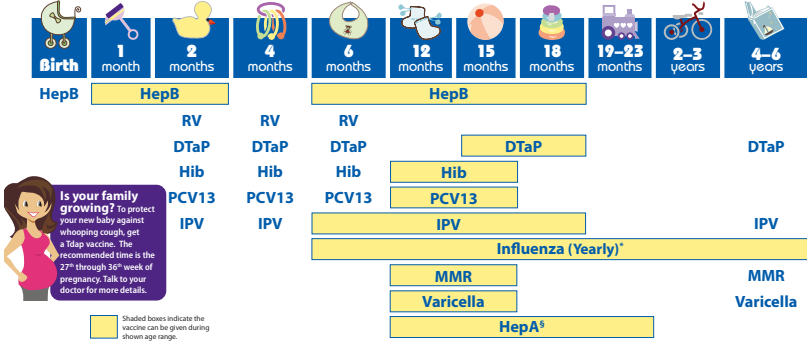 Birth
1
month
2
months
4
months
6
months
12
months
15
months
18
months
19–23
months
2–3
years
4–6
years
HepB HepB HepB
RV RV RV
DTaP DTaP DTaP DTaP DTaP
Hib Hib Hib Hib
PCV13 PCV13 PCV13 PCV13
IPV IPV IPV IPV
Influenza (Yearly)*
MMR MMR
Varicella Varicella
HepA§
Is your family
growing? To protect
your new baby against
whooping cough, get
a Tdap vaccine. The
recommended time is the
27th through 36th week of
pregnancy. Talk to your
doctor for more details.
Shaded boxes indicate the
vaccine can be given during
shown age range.